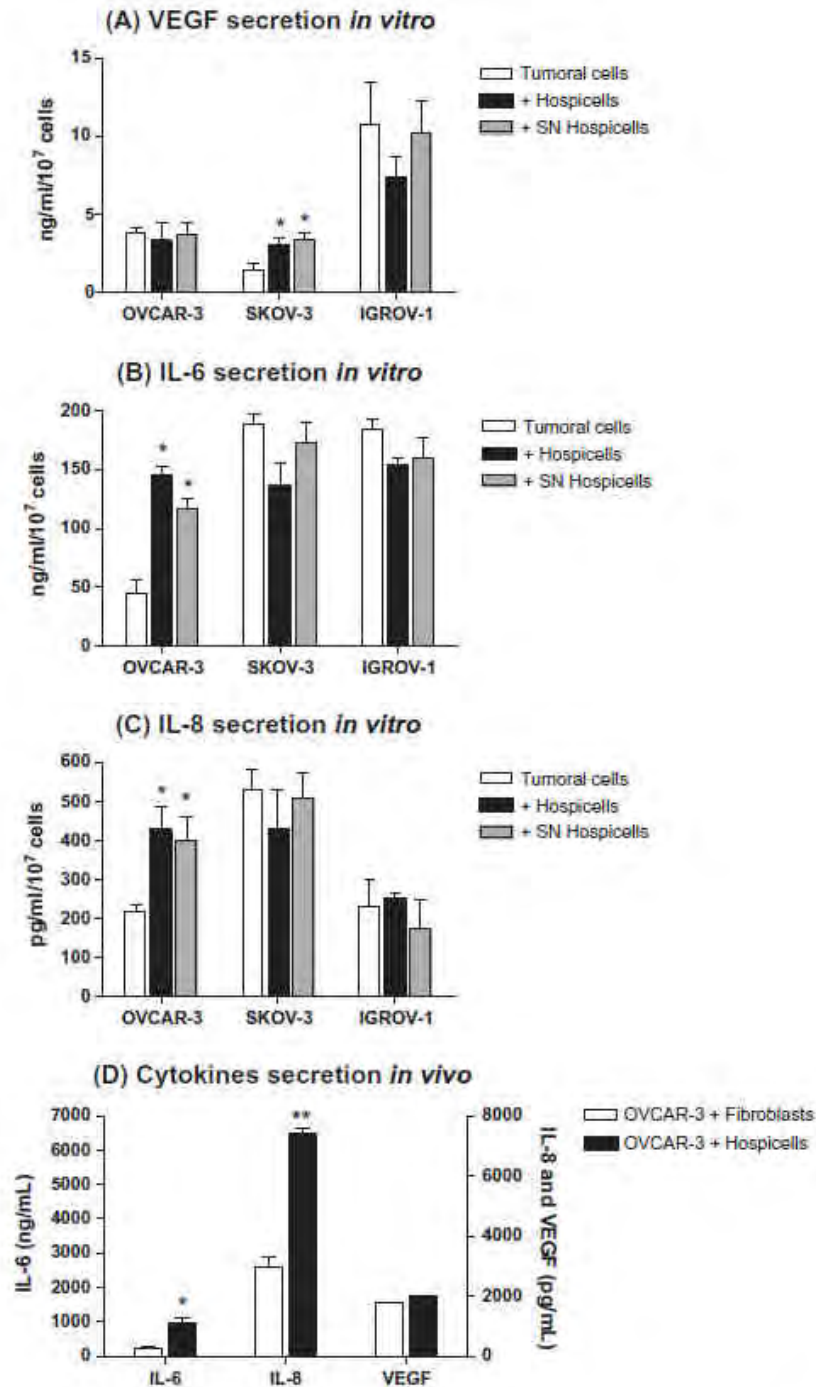 (A) VEGF secretion in vitro
15
10
5
0
ng/ml/10⁷ cells
* *
OVCAR-3 SKOV-3 IGROV-1
Tumoral cells
+ Hospicells
+ SN Hospicells
(B) IL-6 secretion in vitro
200
150
100
50
0
ng/ml/10⁷ cells
*
*
OVCAR-3 SKOV-3 IGROV-1
Tumoral cells
+ Hospicells
+ SN Hospicells
(C) IL-8 secretion in vitro
600
500
400
300
200
100
0
pg/ml/10⁷ cells
* *
OVCAR-3 SKOV-3 IGROV-1
Tumoral cells
+ Hospicells
+ SN Hospicells
(D) Cytokines secretion in vivo
7000
6000
5000
4000
3000
2000
1000
0
IL-6 (ng/mL)
**
*
IL-6 IL-8 VEGF
8000
6000
4000
2000
0
IL-8 and VEGF (pg/mL)
OVCAR-3 + Fibroblasts
OVCAR-3 + Hospicells